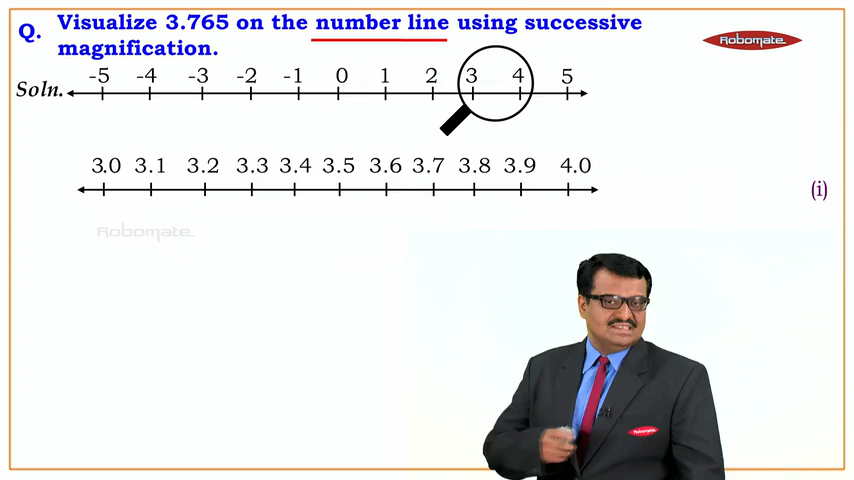 Q. Visualize 3.765 on the number line using successive
magnification.
Robomate
Soln. -5 -4 -3 -2 -1 0 1 2 3 4 5
3.0 3.1 3.2 3.3 3.4 3.5 3.6 3.7 3.8 3.9 4.0
(i)
Robomate
Robomate